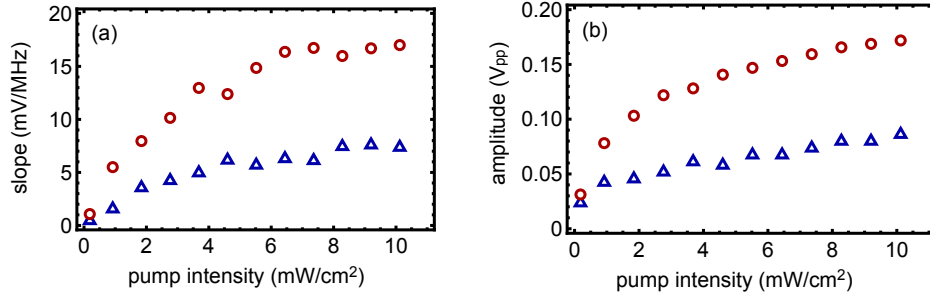 (a)
slope (mV/MHz)
20
15
10
5
0
0 2 4 6 8 10
pump intensity (mW/cm²)
(b)
amplitude (Vpp)
0.20
0.15
0.10
0.05
0.00
0 2 4 6 8 10
pump intensity (mW/cm²)